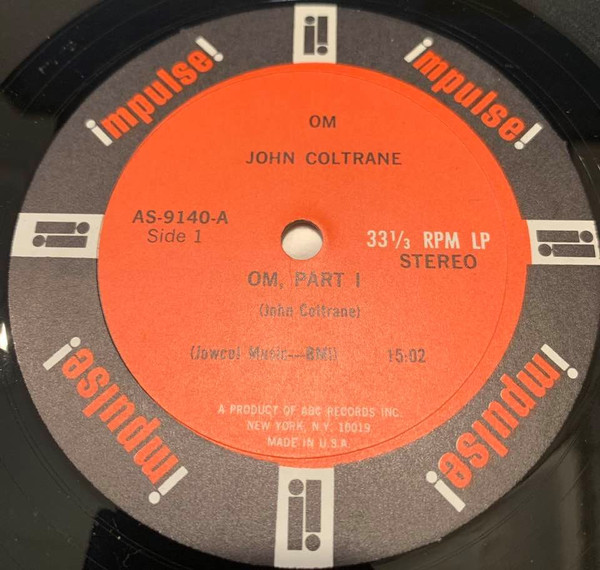 impulse!
impulse!
OM
JOHN COLTRANE
AS-9140-A
Side 1
33⅓ RPM LP
STEREO
OM, PART I
(John Coltrane)
(Jowcol Music—BMI) 15:02
A PRODUCT OF ABC RECORDS INC.
NEW YORK, N.Y. 10019
MADE IN U.S.A.
impulse!
impulse!